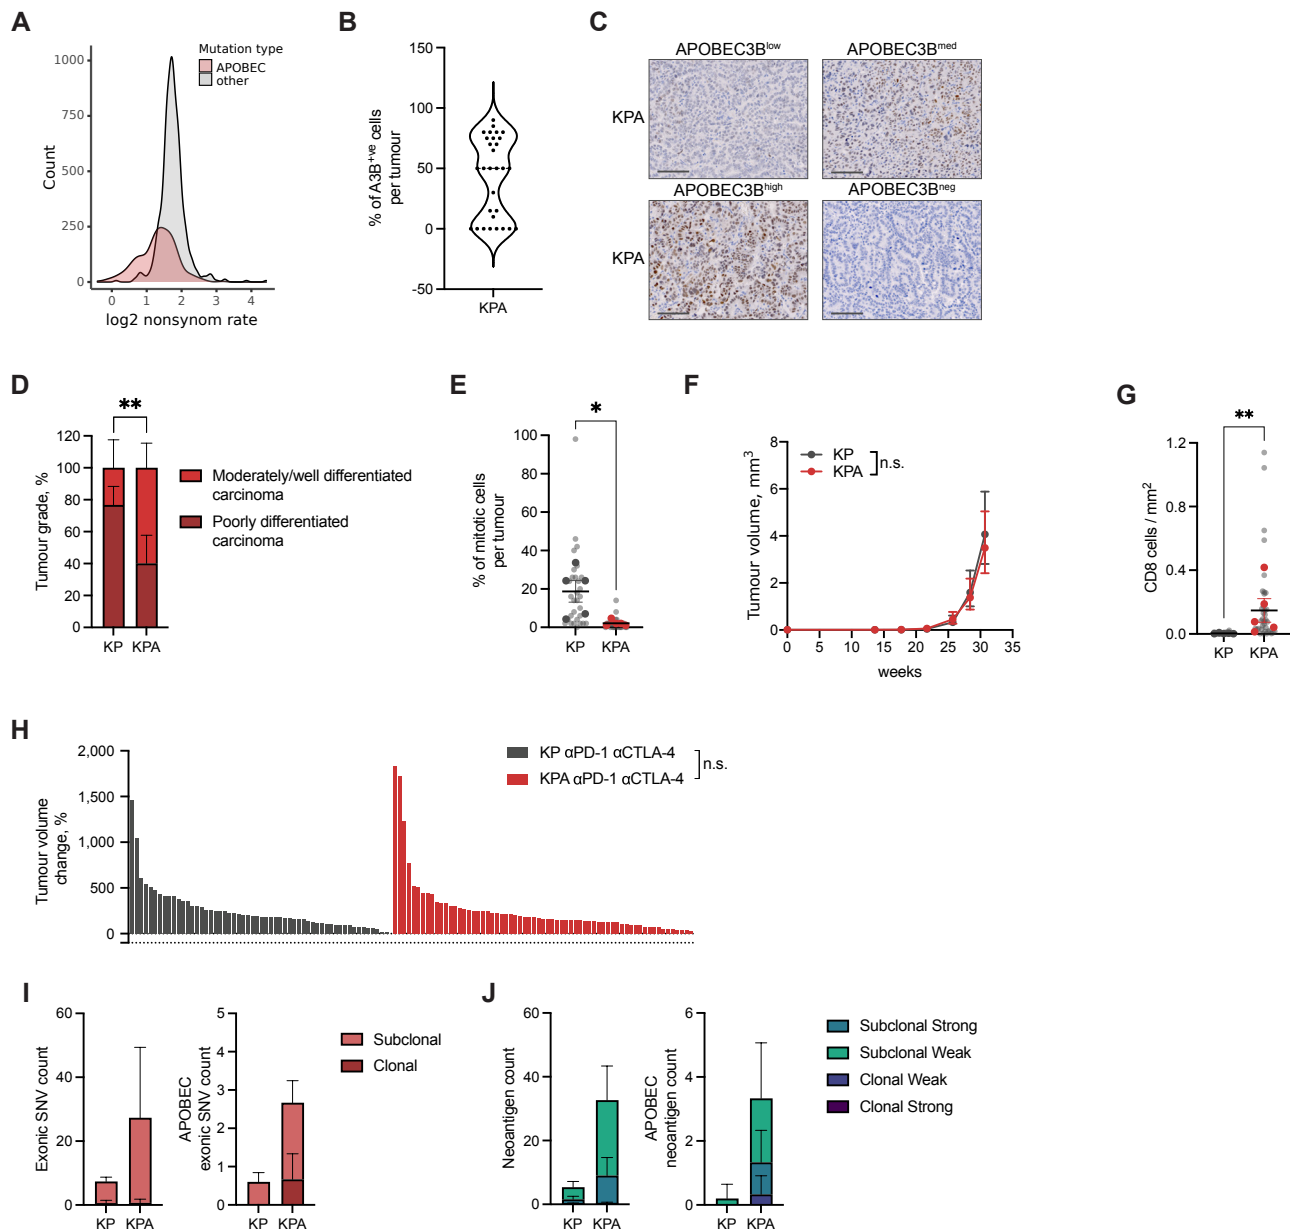 A
Mutation type
APOBEC
other
1000
750
500
250
0
Count
0 1 2 3 4
log2 nonsynom rate
B
150
100
50
0
-50
% of A3B+ve cells
per tumour
KPA
C
APOBEC3Blow
APOBEC3Bmed
KPA
APOBEC3Bhigh
APOBEC3Bneg
KPA
D
**
120
100
80
60
40
20
0
Tumour grade, %
KP KPA
Moderately/well differentiated
carcinoma
Poorly differentiated
carcinoma
E
*
100
80
60
40
20
0
% of mitotic cells
per tumour
KP KPA
F
8
6
4
2
0
Tumour volume, mm3
KP
KPA
n.s.
0 5 10 15 20 25 30 35
weeks
G
**
1.2
0.8
0.4
0.0
CD8 cells / mm2
KP KPA
H
2,000
1,500
1,000
500
0
Tumour volume
change, %
KP αPD-1 αCTLA-4
KPA αPD-1 αCTLA-4
n.s.
I
60
40
20
0
Exonic SNV count
KP KPA
5
4
3
2
1
0
APOBEC
exonic SNV count
KP KPA
Subclonal
Clonal
J
60
40
20
0
Neoantigen count
KP KPA
6
4
2
0
APOBEC
neoantigen count
KP KPA
Subclonal Strong
Subclonal Weak
Clonal Weak
Clonal Strong